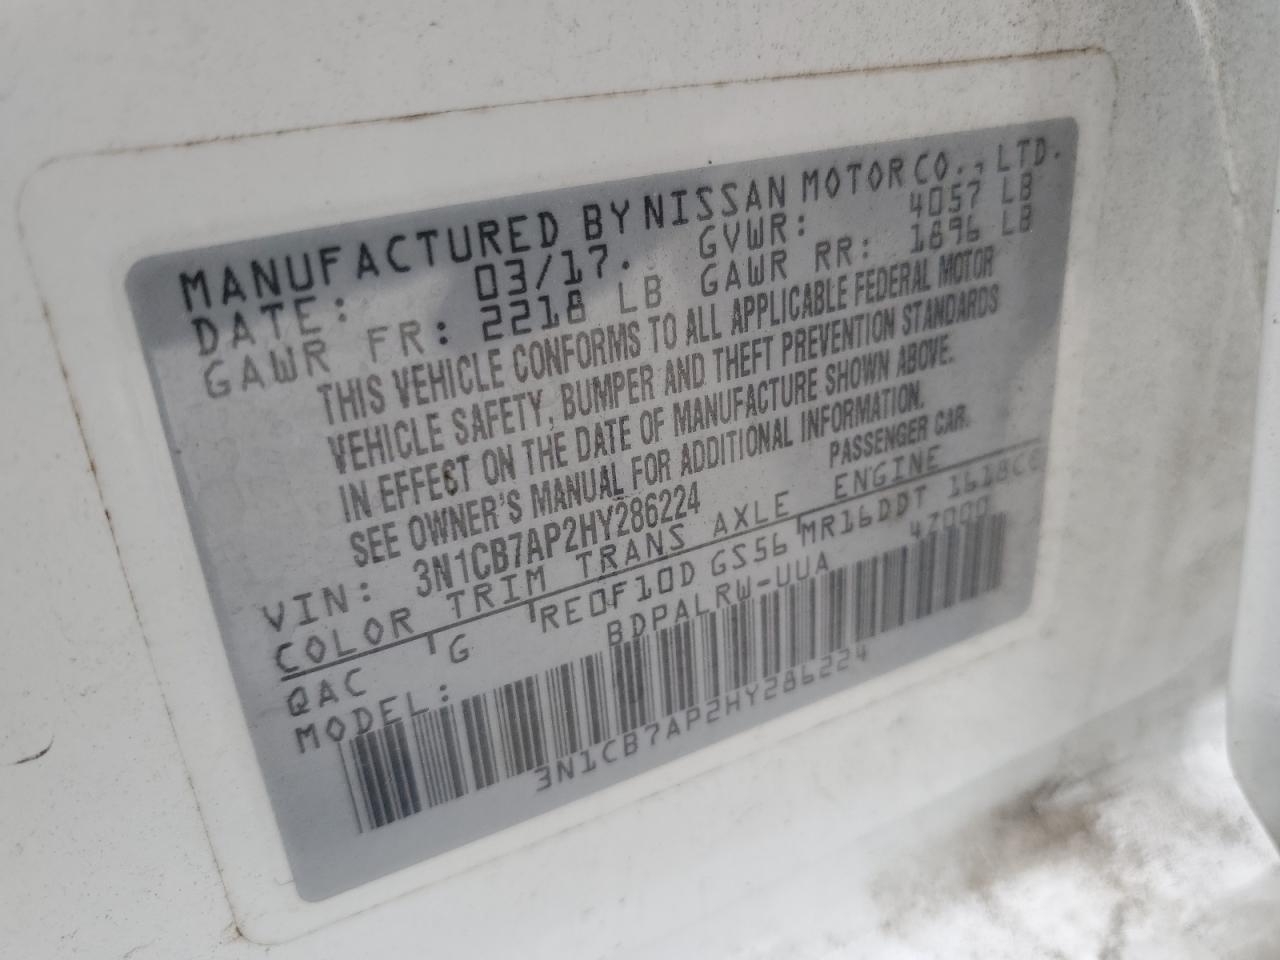 MANUFACTURED BY NISSAN MOTOR CO., LTD.
DATE: 03/17. GVWR: 4057 LB
GAWR FR: 2218 LB GAWR RR: 1896 LB
THIS VEHICLE CONFORMS TO ALL APPLICABLE FEDERAL MOTOR
VEHICLE SAFETY, BUMPER AND THEFT PREVENTION STANDARDS
IN EFFECT ON THE DATE OF MANUFACTURE SHOWN ABOVE.
SEE OWNER'S MANUAL FOR ADDITIONAL INFORMATION.
VIN: 3N1CB7AP2HY286224 PASSENGER CAR.
COLOR TRIM TRANS AXLE ENGINE
QAC G RE0F10D GS56 MR16DDT 1618CC
MODEL: BDPALRW-UUA 47000
3N1CB7AP2HY286224